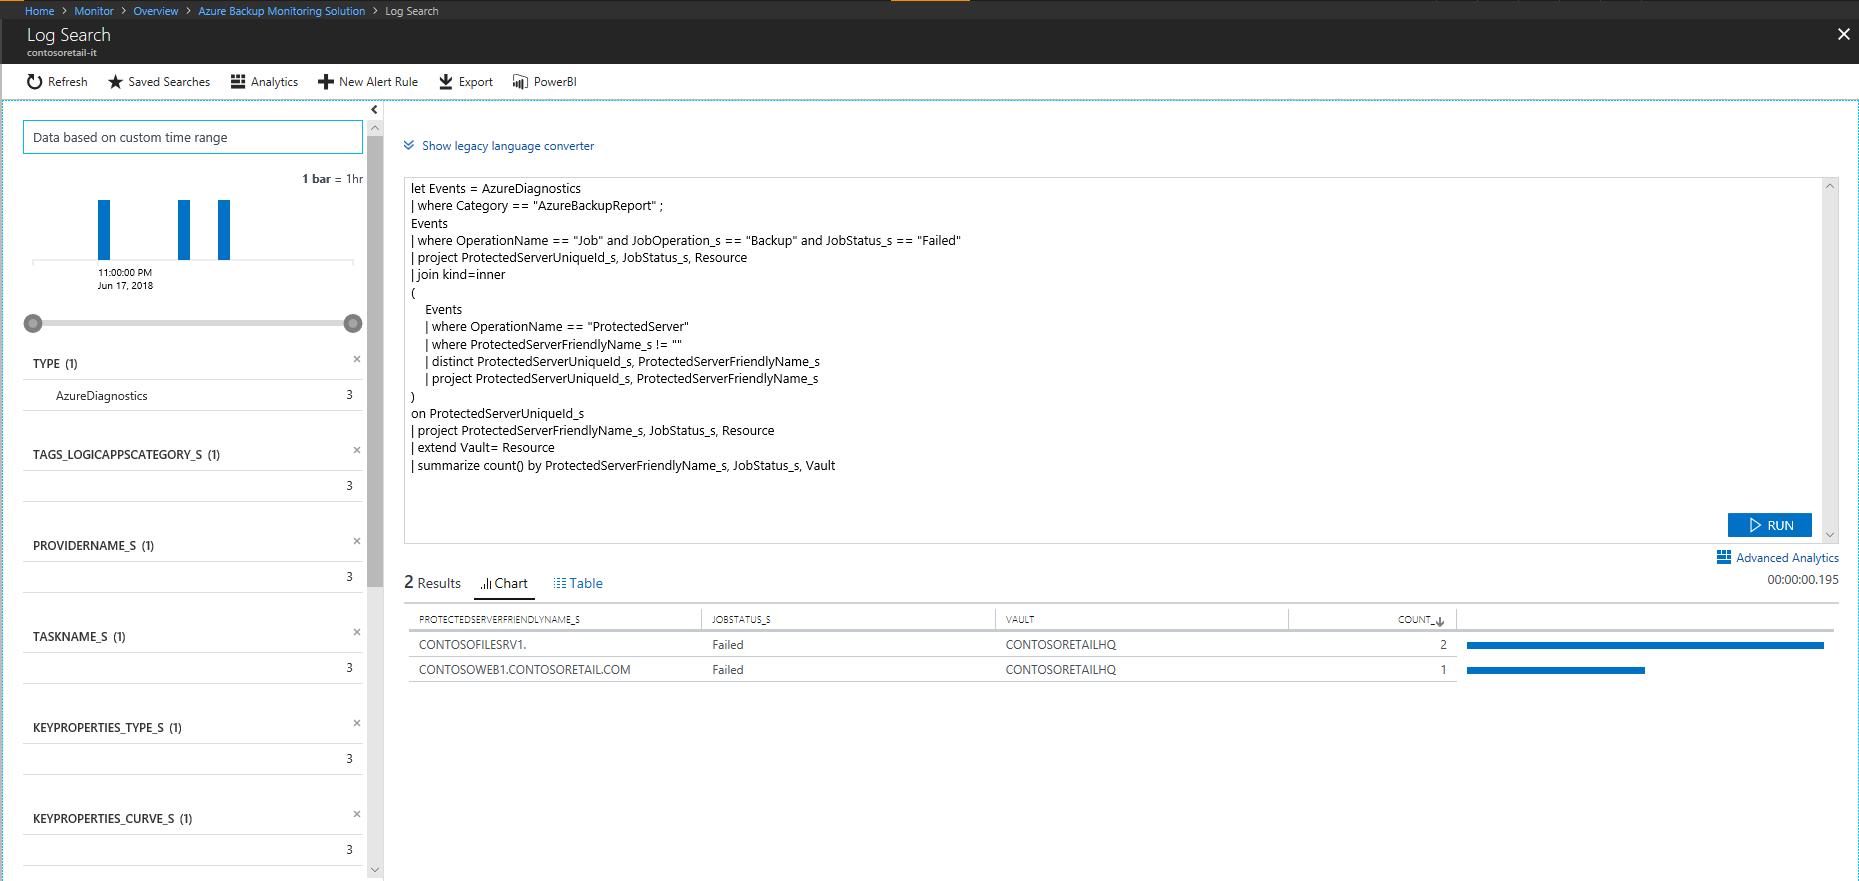 Home > Monitor > Overview > Azure Backup Monitoring Solution > Log Search
Log Search
contosoretail-it
Refresh Saved Searches Analytics New Alert Rule Export PowerBI
Data based on custom time range
1 bar = 1hr
11:00:00 PM
Jun 17, 2018
TYPE (1)
AzureDiagnostics 3
TAGS_LOGICAPPSCATEGORY_S (1)
3
PROVIDERNAME_S (1)
3
TASKNAME_S (1)
3
KEYPROPERTIES_TYPE_S (1)
3
KEYPROPERTIES_CURVE_S (1)
3
Show legacy language converter
let Events = AzureDiagnostics
| where Category == "AzureBackupReport" ;
Events
| where OperationName == "Job" and JobOperation_s == "Backup" and JobStatus_s == "Failed"
| project ProtectedServerUniqueId_s, JobStatus_s, Resource
| join kind=inner
(
Events
| where OperationName == "ProtectedServer"
| where ProtectedServerFriendlyName_s != ""
| distinct ProtectedServerUniqueId_s, ProtectedServerFriendlyName_s
| project ProtectedServerUniqueId_s, ProtectedServerFriendlyName_s
)
on ProtectedServerUniqueId_s
| project ProtectedServerFriendlyName_s, JobStatus_s, Resource
| extend Vault= Resource
| summarize count() by ProtectedServerFriendlyName_s, JobStatus_s, Vault
RUN
Advanced Analytics
00:00:00.195
2 Results Chart Table
PROTECTEDSERVERFRIENDLYNAME_S JOBSTATUS_S VAULT COUNT_
CONTOSOFILESRV1. Failed CONTOSORETAILHQ 2
CONTOSOWEB1.CONTOSORETAIL.COM Failed CONTOSORETAILHQ 1